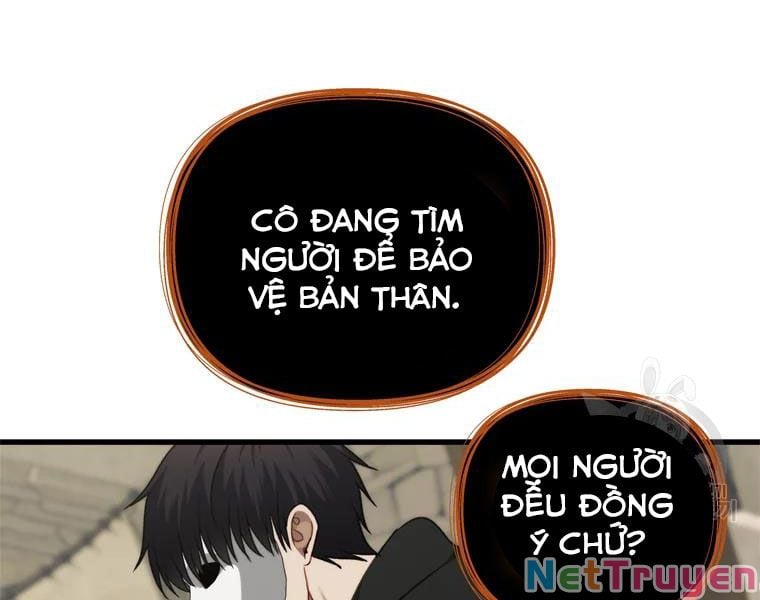 CÔ ĐANG TÌM
NGƯỜI ĐỂ BẢO
VỆ BẢN THÂN.
MỌI NGƯỜI
ĐỀU ĐỒNG
Ý CHỨ?
NetTruyen